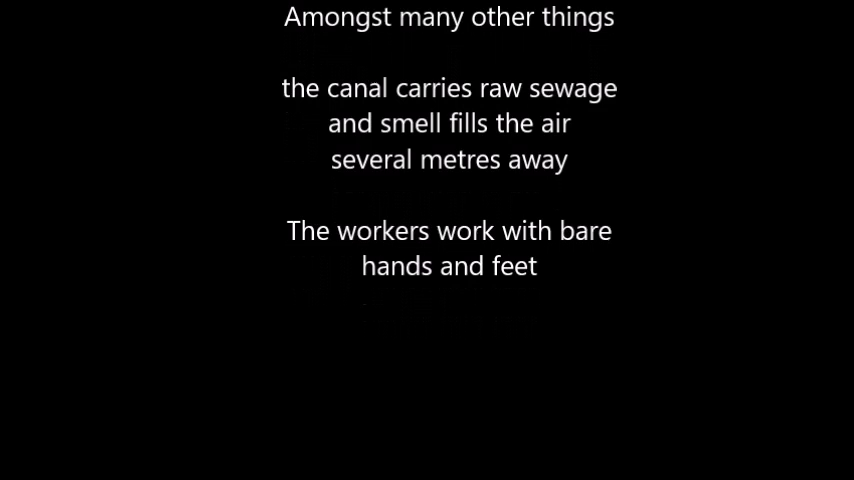 Amongst many other things
the canal carries raw sewage
and smell fills the air
several metres away
The workers work with bare
hands and feet